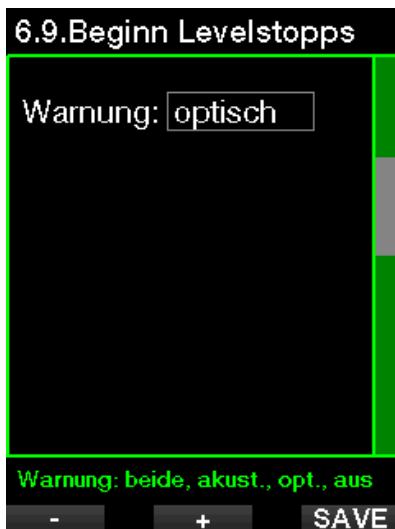 6.9.Beginn Levelstopps
Warnung: optisch
Warnung: beide, akust., opt., aus
- + SAVE